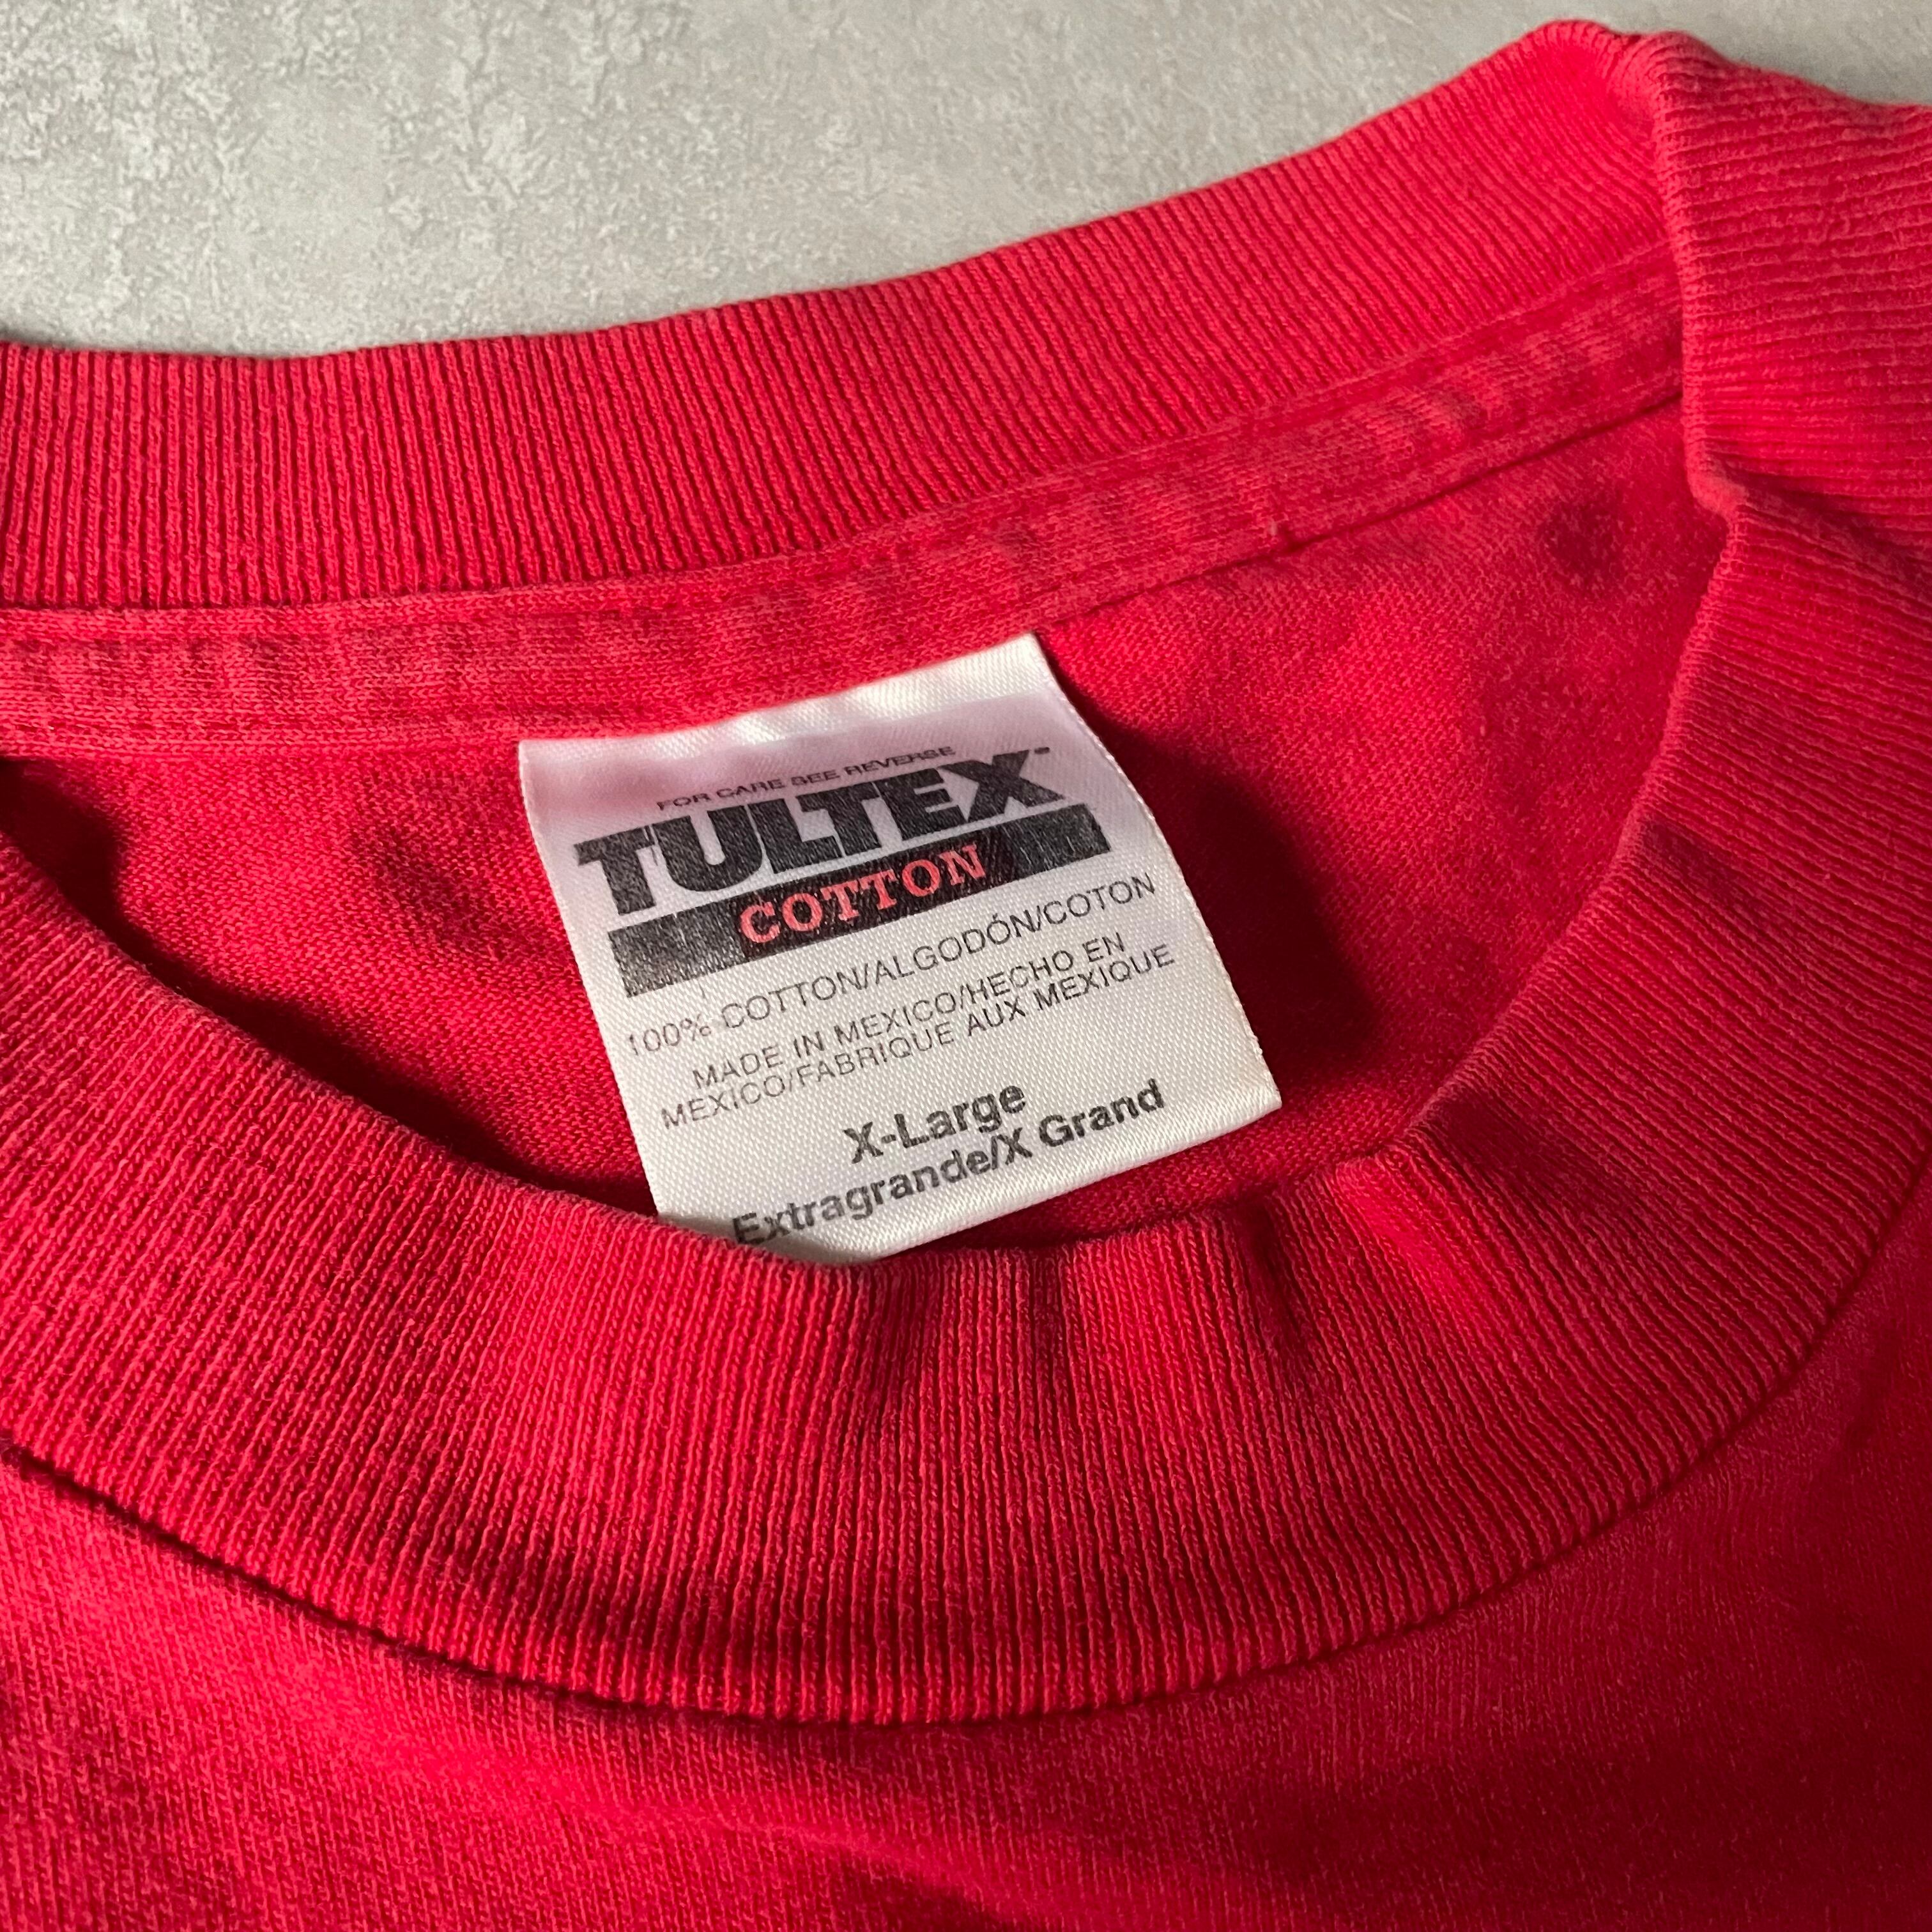 FOR CARE SEE REVERSE
TULTEX™
COTTON
100% COTTON/ALGODÓN/COTON
MADE IN MEXICO/HECHO EN
MEXICO/FABRIQUE AUX MEXIQUE
X-Large
Extragrande/X Grand